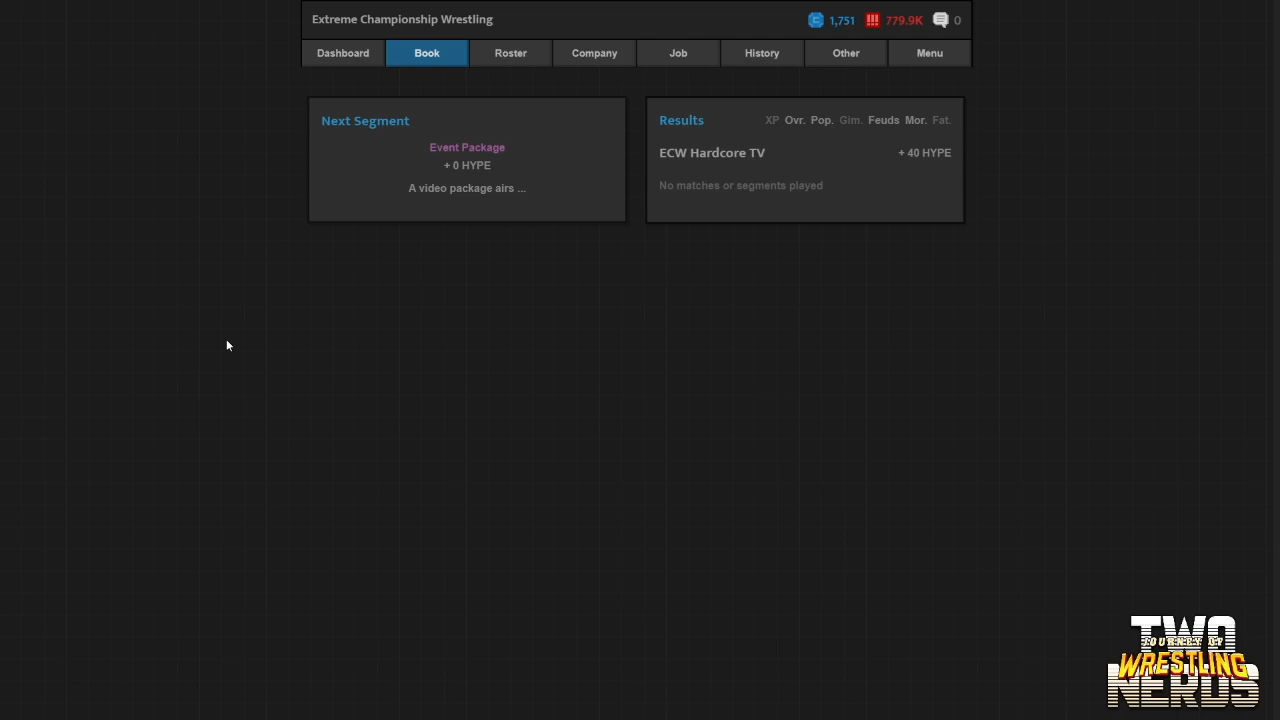 Extreme Championship Wrestling
1,751 779.9K 0
Dashboard Book Roster Company Job History Other Menu
Next Segment
Event Package
+ 0 HYPE
A video package airs ...
Results XP Ovr. Pop. Gim. Feuds Mor. Fat.
ECW Hardcore TV + 40 HYPE
No matches or segments played
TWO
JOURNEY OF
WRESTLING
NERDS